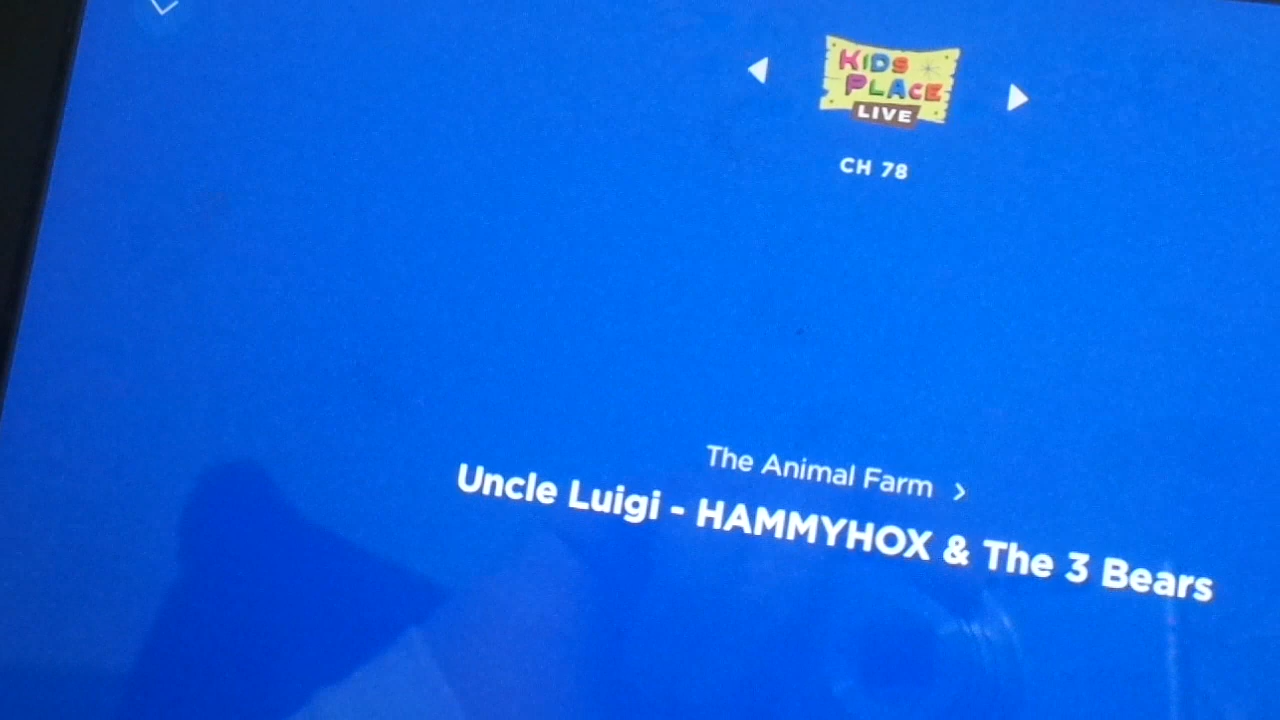 KIDS
PLACE
LIVE
CH 78
The Animal Farm >
Uncle Luigi - HAMMYHOX & The 3 Bears